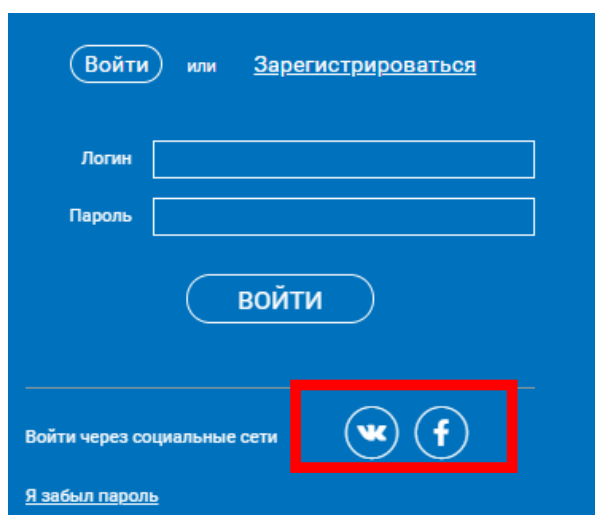 Войти или Зарегистрироваться
Логин
Пароль
ВОЙТИ
Войти через социальные сети
Я забыл пароль